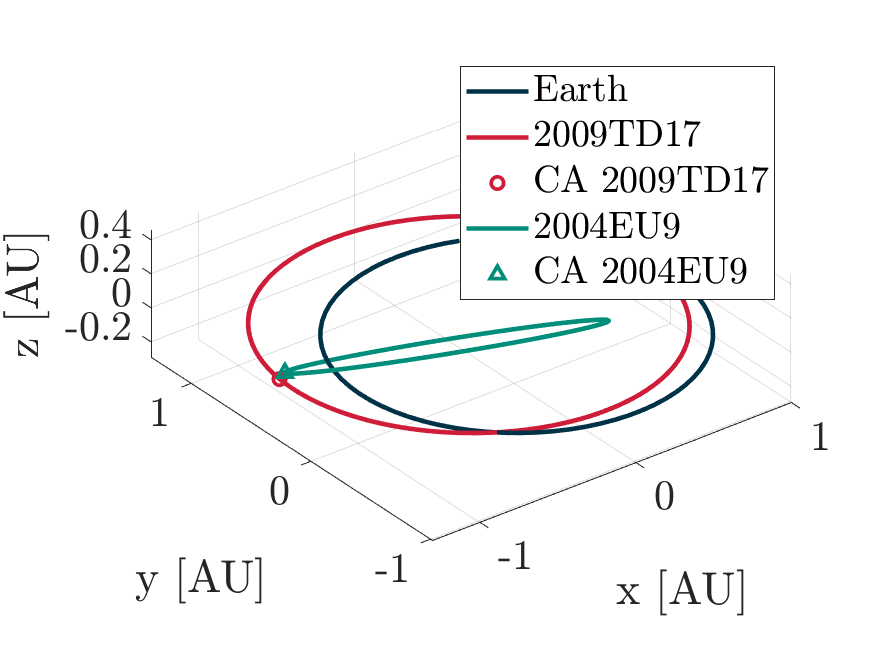 Earth
2009TD17
CA 2009TD17
2004EU9
CA 2004EU9
0.4
0.2
0
-0.2
z [AU]
1
0
-1
y [AU]
-1
0
1
x [AU]